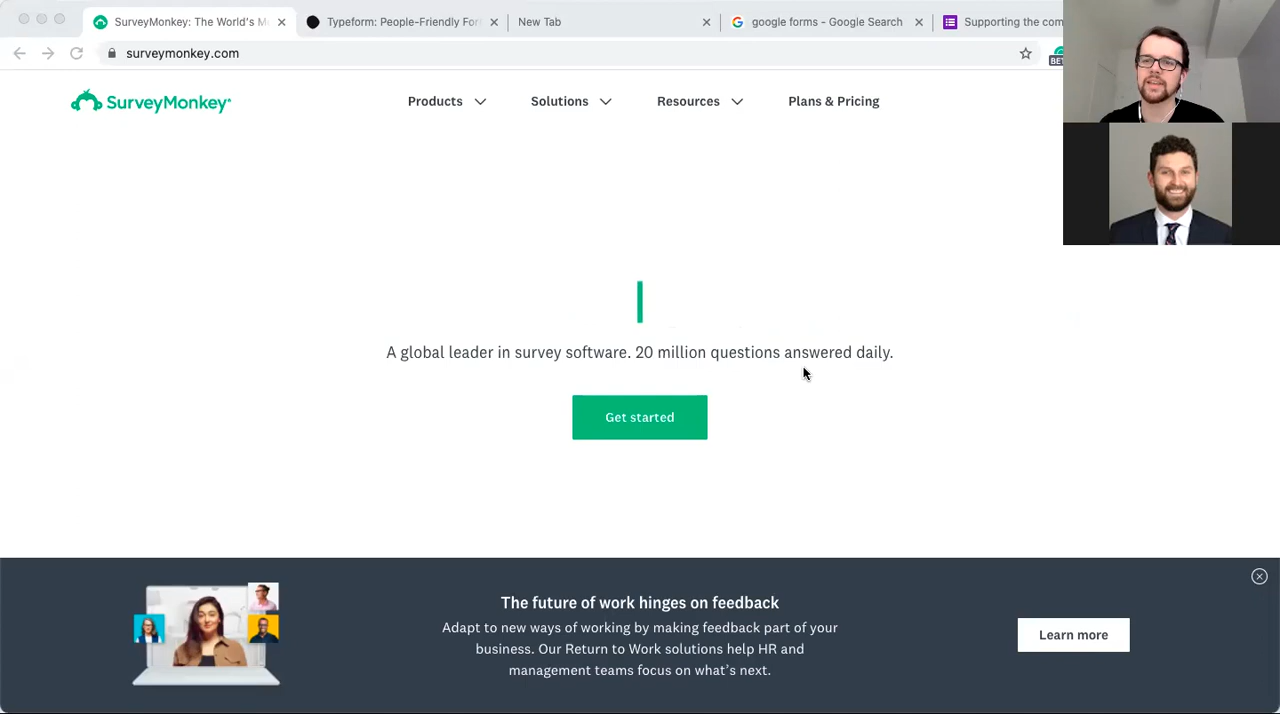 SurveyMonkey: The World's M
Typeform: People-Friendly For
New Tab
google forms - Google Search
Supporting the com
surveymonkey.com
BET
SurveyMonkey
Products
Solutions
Resources
Plans & Pricing
A global leader in survey software. 20 million questions answered daily.
Get started
The future of work hinges on feedback
Adapt to new ways of working by making feedback part of your
business. Our Return to Work solutions help HR and
management teams focus on what's next.
Learn more